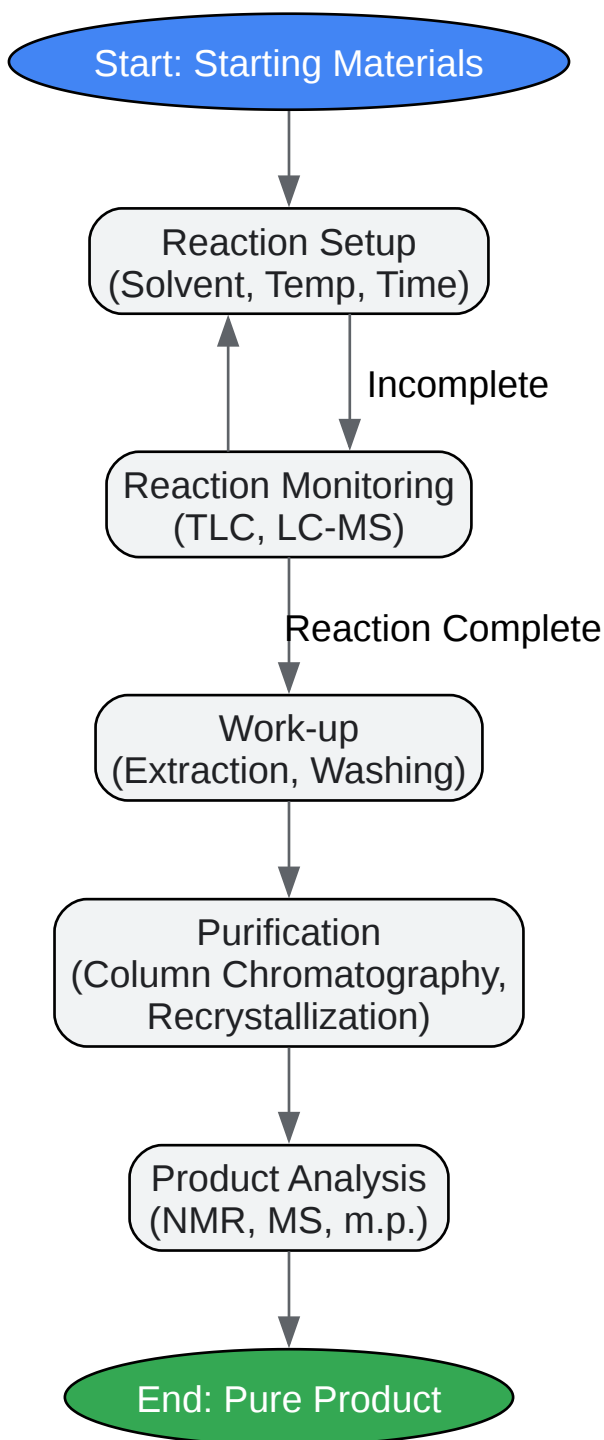 Start: Starting Materials
Reaction Setup
(Solvent, Temp, Time)
Incomplete
Reaction Monitoring
(TLC, LC-MS)
Reaction Complete
Work-up
(Extraction, Washing)
Purification
(Column Chromatography,
Recrystallization)
Product Analysis
(NMR, MS, m.p.)
End: Pure Product